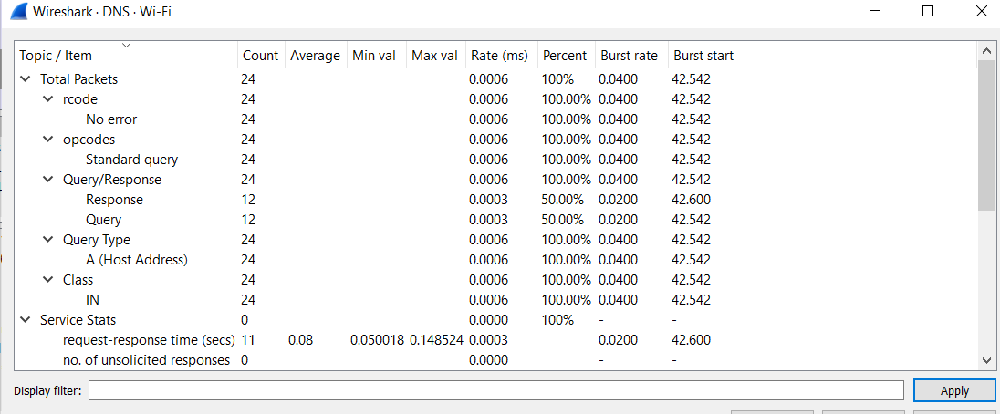 Wireshark · DNS · Wi-Fi
Topic / Item Count Average Min val Max val Rate (ms) Percent Burst rate Burst start
Total Packets 24 0.0006 100% 0.0400 42.542
rcode 24 0.0006 100.00% 0.0400 42.542
No error 24 0.0006 100.00% 0.0400 42.542
opcodes 24 0.0006 100.00% 0.0400 42.542
Standard query 24 0.0006 100.00% 0.0400 42.542
Query/Response 24 0.0006 100.00% 0.0400 42.542
Response 12 0.0003 50.00% 0.0200 42.600
Query 12 0.0003 50.00% 0.0200 42.542
Query Type 24 0.0006 100.00% 0.0400 42.542
A (Host Address) 24 0.0006 100.00% 0.0400 42.542
Class 24 0.0006 100.00% 0.0400 42.542
IN 24 0.0006 100.00% 0.0400 42.542
Service Stats 0 0.0000 100% - -
request-response time (secs) 11 0.08 0.050018 0.148524 0.0003 0.0200 42.600
no. of unsolicited responses 0 0.0000 - -
Display filter: Apply